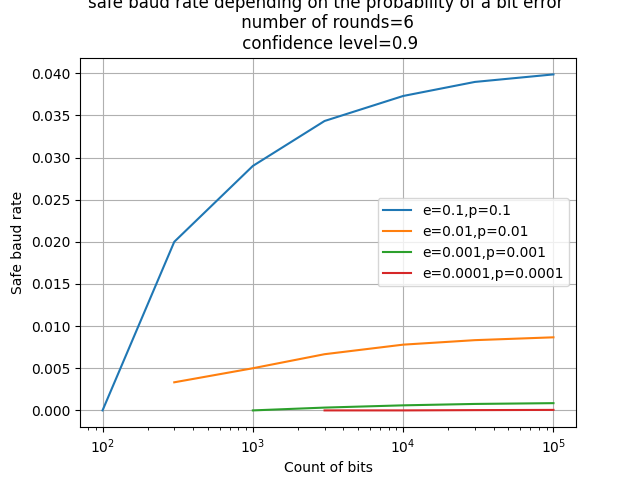 safe baud rate depending on the probability of a bit error
number of rounds=6
confidence level=0.9
0.040
0.035
0.030
0.025
0.020
0.015
0.010
0.005
0.000
Safe baud rate
e=0.1,p=0.1
e=0.01,p=0.01
e=0.001,p=0.001
e=0.0001,p=0.0001
10² 10³ 10⁴ 10⁵
Count of bits